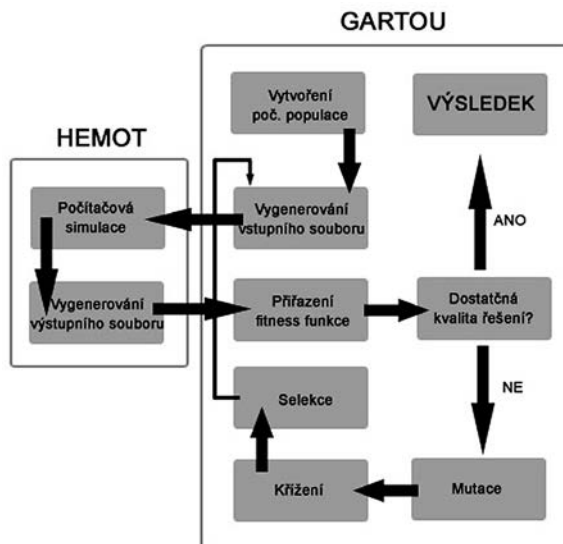 GARTOU
Vytvoření
poč. populace
VÝSLEDEK
HEMOT
Počítačová
simulace
Vygenerování
vstupního souboru
ANO
Vygenerování
výstupního souboru
Přiřazení
fitness funkce
Dostatčná
kvalita řešení?
NE
Selekce
Křížení
Mutace